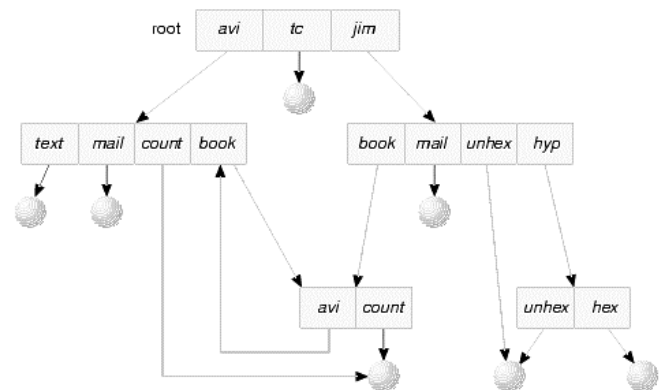 root avi tc jim
text mail count book
book mail unhex hyp
avi count
unhex hex